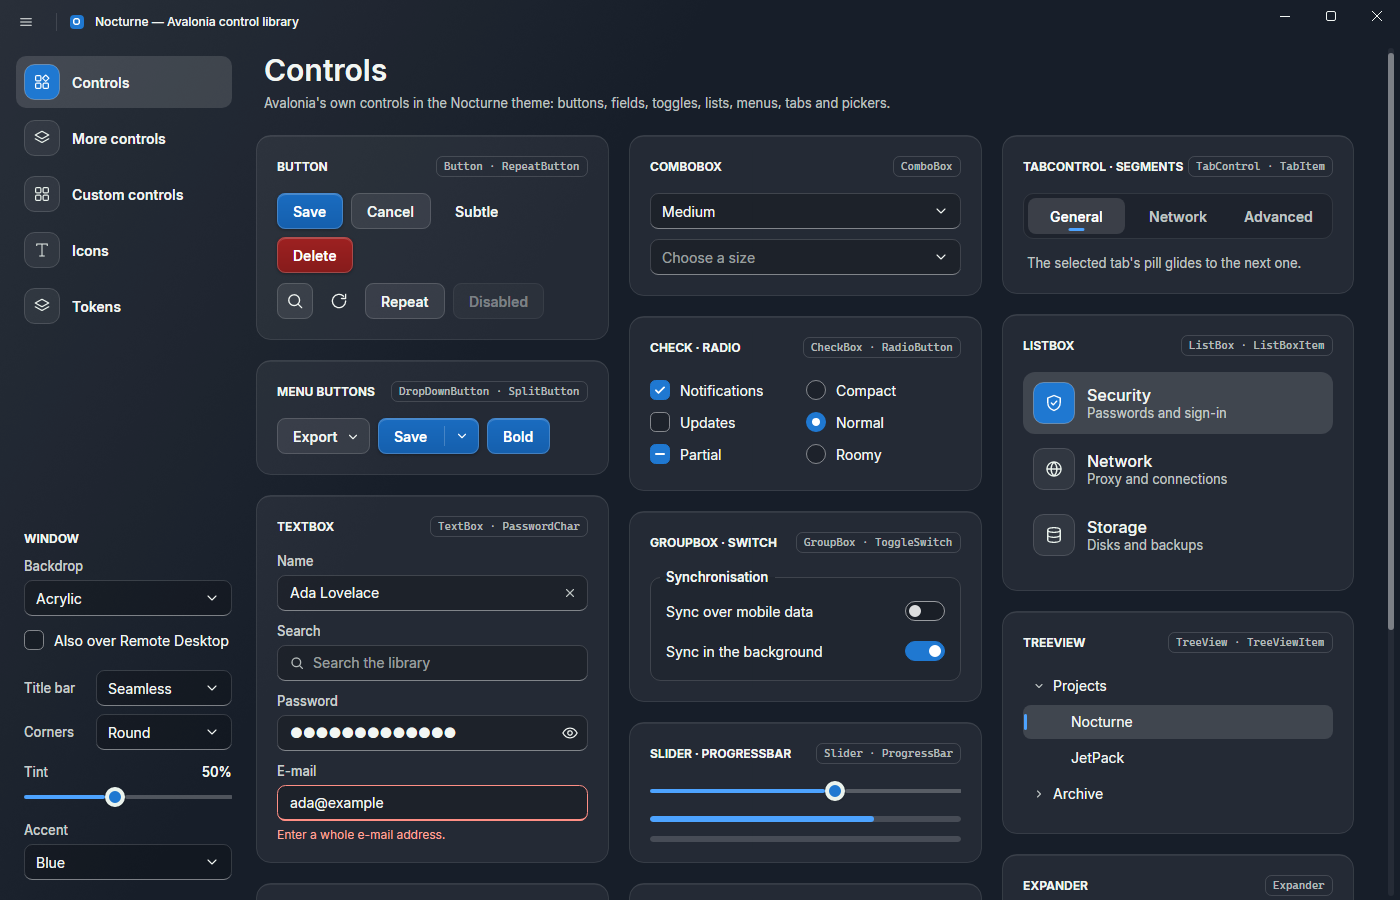 Nocturne — Avalonia control library
Controls
More controls
Custom controls
Icons
Tokens
WINDOW
Backdrop
Acrylic
Also over Remote Desktop
Title bar
Seamless
Corners
Round
Tint
50%
Accent
Blue
Controls
Avalonia's own controls in the Nocturne theme: buttons, fields, toggles, lists, menus, tabs and pickers.
BUTTON
Button · RepeatButton
Save
Cancel
Subtle
Delete
Repeat
Disabled
MENU BUTTONS
DropDownButton · SplitButton
Export
Save
Bold
TEXTBOX
TextBox · PasswordChar
Name
Ada Lovelace
Search
Search the library
Password
E-mail
ada@example
Enter a whole e-mail address.
COMBOBOX
ComboBox
Medium
Choose a size
CHECK · RADIO
CheckBox · RadioButton
Notifications
Compact
Updates
Normal
Partial
Roomy
GROUPBOX · SWITCH
GroupBox · ToggleSwitch
Synchronisation
Sync over mobile data
Sync in the background
SLIDER · PROGRESSBAR
Slider · ProgressBar
TABCONTROL · SEGMENTS
TabControl · TabItem
General
Network
Advanced
The selected tab's pill glides to the next one.
LISTBOX
ListBox · ListBoxItem
Security
Passwords and sign-in
Network
Proxy and connections
Storage
Disks and backups
TREEVIEW
TreeView · TreeViewItem
Projects
Nocturne
JetPack
Archive
EXPANDER
Expander